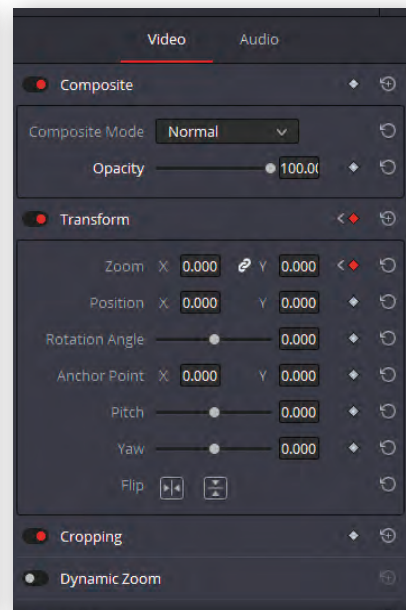 Video Audio
Composite
Composite Mode Normal
Opacity 100.00
Transform
Zoom X 0.000 Y 0.000
Position X 0.000 Y 0.000
Rotation Angle 0.000
Anchor Point X 0.000 Y 0.000
Pitch 0.000
Yaw 0.000
Flip
Cropping
Dynamic Zoom